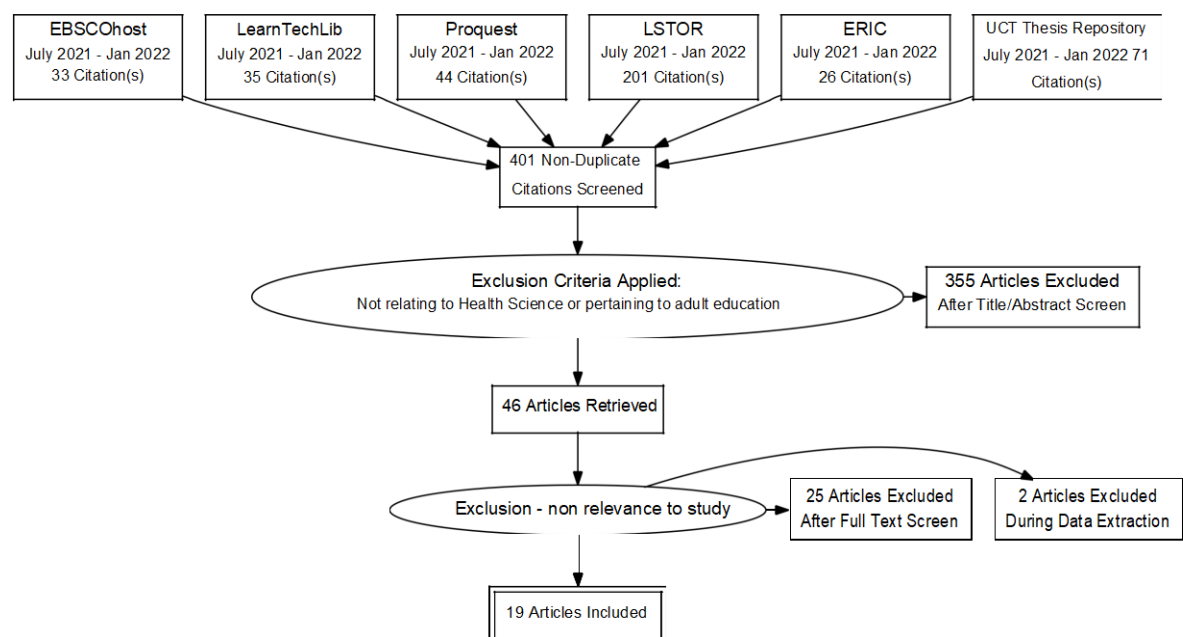 EBSCOhost
July 2021 - Jan 2022
33 Citation(s)
LearnTechLib
July 2021 - Jan 2022
35 Citation(s)
Proquest
July 2021 - Jan 2022
44 Citation(s)
LSTOR
July 2021 - Jan 2022
201 Citation(s)
ERIC
July 2021 - Jan 2022
26 Citation(s)
UCT Thesis Repository
July 2021 - Jan 2022 71
Citation(s)
401 Non-Duplicate
Citations Screened
Exclusion Criteria Applied:
Not relating to Health Science or pertaining to adult education
355 Articles Excluded
After Title/Abstract Screen
46 Articles Retrieved
Exclusion - non relevance to study
25 Articles Excluded
After Full Text Screen
2 Articles Excluded
During Data Extraction
19 Articles Included